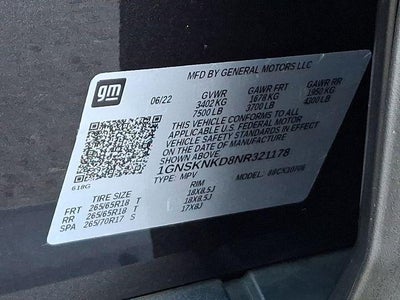 gm
MFD BY GENERAL MOTORS LLC
06/22 GVWR GAWR FRT GAWR RR
3402 KG 1678 KG 1950 KG
7500 LB 3700 LB 4300 LB
THIS VEHICLE CONFORMS TO ALL
APPLICABLE U.S. FEDERAL MOTOR
VEHICLE SAFETY STANDARDS IN EFFECT
ON THE DATE OF MANUFACTURE
1GNSKNKD8NR321178
618G TYPE: MPV MODEL:
TIRE SIZE RIM
FRT 265/65R18 T 18X8.5J
RR 265/65R18 T 18X8.5J
SPA 265/70R17 S 17X8J